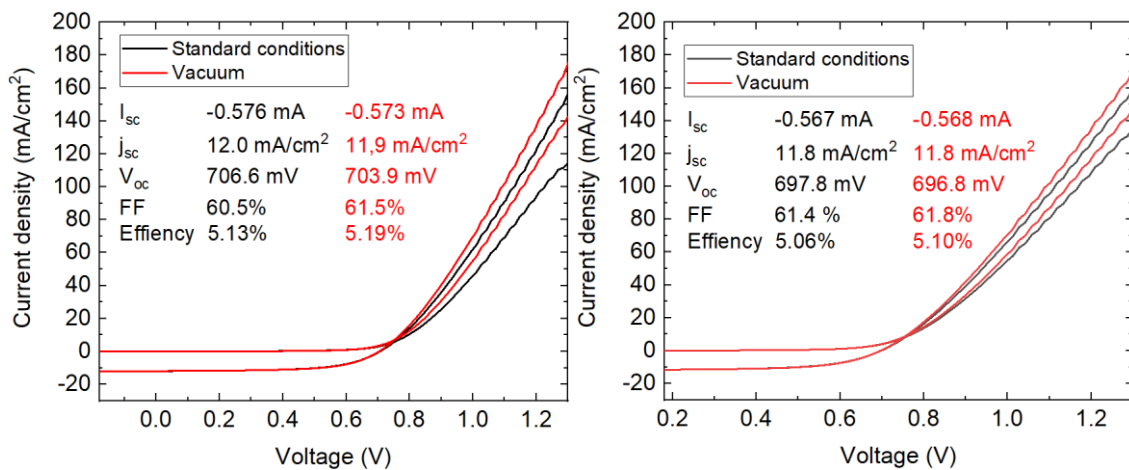 Current density (mA/cm²)
200
180
160
140
120
100
80
60
40
20
0
-20
Standard conditions
Vacuum
I_sc -0.576 mA -0.573 mA
j_sc 12.0 mA/cm² 11,9 mA/cm²
V_oc 706.6 mV 703.9 mV
FF 60.5% 61.5%
Effiency 5.13% 5.19%
0.0 0.2 0.4 0.6 0.8 1.0 1.2
Voltage (V)
Current density (mA/cm²)
200
180
160
140
120
100
80
60
40
20
0
-20
Standard conditions
Vacuum
I_sc -0.567 mA -0.568 mA
j_sc 11.8 mA/cm² 11.8 mA/cm²
V_oc 697.8 mV 696.8 mV
FF 61.4 % 61.8%
Effiency 5.06% 5.10%
0.2 0.4 0.6 0.8 1.0 1.2
Voltage (V)